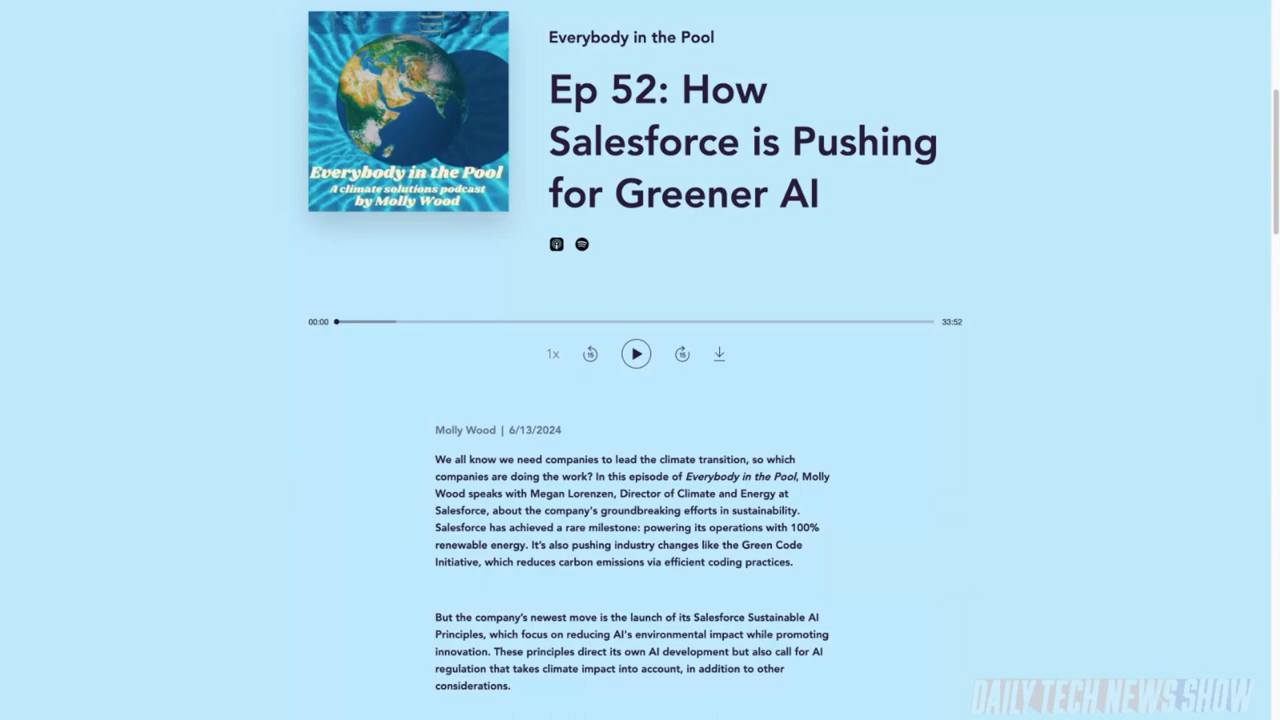 Everybody in the Pool
A climate solutions podcast
by Molly Wood
Everybody in the Pool
Ep 52: How
Salesforce is Pushing
for Greener AI
00:00
33:52
1x
15
15
Molly Wood | 6/13/2024
We all know we need companies to lead the climate transition, so which
companies are doing the work? In this episode of Everybody in the Pool, Molly
Wood speaks with Megan Lorenzen, Director of Climate and Energy at
Salesforce, about the company's groundbreaking efforts in sustainability.
Salesforce has achieved a rare milestone: powering its operations with 100%
renewable energy. It's also pushing industry changes like the Green Code
Initiative, which reduces carbon emissions via efficient coding practices.
But the company's newest move is the launch of its Salesforce Sustainable AI
Principles, which focus on reducing AI's environmental impact while promoting
innovation. These principles direct its own AI development but also call for AI
regulation that takes climate impact into account, in addition to other
considerations.
DAILY TECH NEWS SHOW